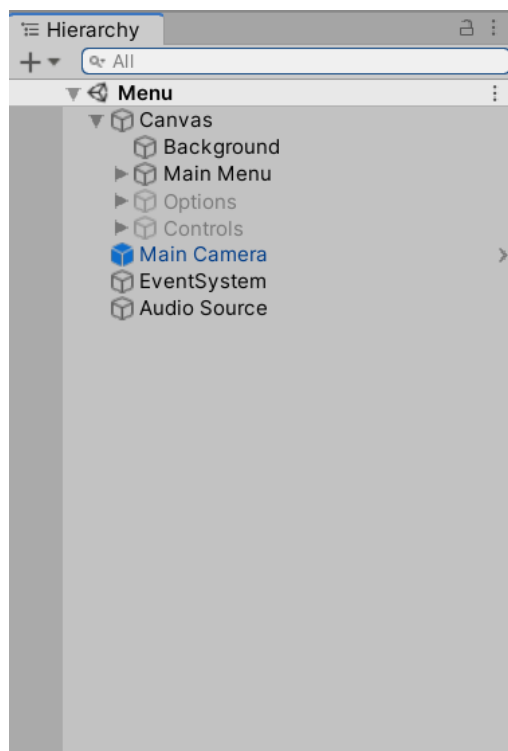 Hierarchy
All
Menu
Canvas
Background
Main Menu
Options
Controls
Main Camera
EventSystem
Audio Source